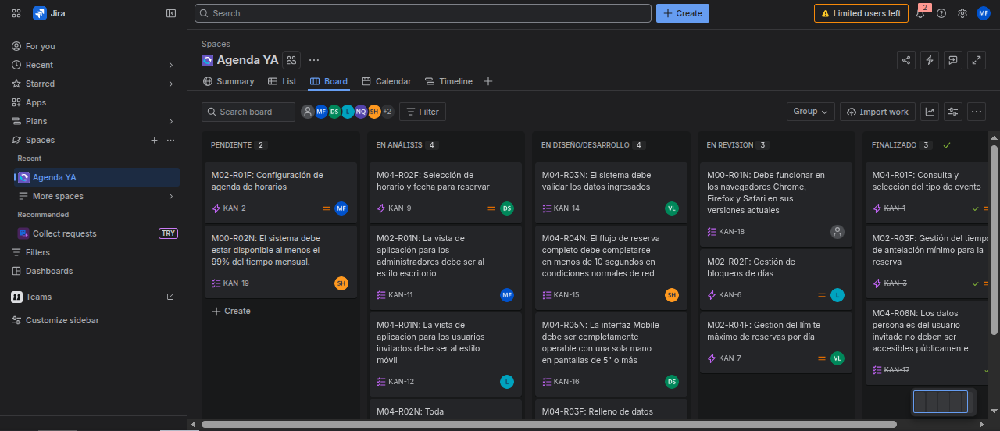 Jira
Search
Create
Limited users left
2
MF
For you
Recent
Starred
Apps
Plans
Spaces
Recent
Agenda YA
More spaces
Recommended
Collect requests
TRY
Filters
Dashboards
Teams
Customize sidebar
Spaces
Agenda YA
Summary
List
Board
Calendar
Timeline
Search board
MF
DS
L
NQ
SH
+2
Filter
Group
Import work
PENDIENTE 2
M02-R01F: Configuración de
agenda de horarios
KAN-2
MF
M00-R02N: El sistema debe
estar disponible al menos el
99% del tiempo mensual.
KAN-19
SH
Create
EN ANÁLISIS 4
M04-R02F: Selección de
horario y fecha para reservar
KAN-9
DS
M02-R01N: La vista de
aplicación para los
administradores debe ser al
estilo escritorio
KAN-11
MF
M04-R01N: La vista de
aplicación para los usuarios
invitados debe ser al estilo
móvil
KAN-12
L
M04-R02N: Toda
EN DISEÑO/DESARROLLO 4
M04-R03N: El sistema debe
validar los datos ingresados
KAN-14
VL
M04-R04N: El flujo de reserva
completo debe completarse
en menos de 10 segundos en
condiciones normales de red
KAN-15
SH
M04-R05N: La interfaz Mobile
debe ser completamente
operable con una sola mano
en pantallas de 5" o más
KAN-16
DS
M04-R03F: Relleno de datos
EN REVISIÓN 3
M00-R01N: Debe funcionar en
los navegadores Chrome,
Firefox y Safari en sus
versiones actuales
KAN-18
M02-R02F: Gestión de
bloqueos de días
KAN-6
L
M02-R04F: Gestion del límite
máximo de reservas por día
KAN-7
VL
FINALIZADO 3
M04-R01F: Consulta y
selección del tipo de evento
KAN-1
M02-R03F: Gestión del tiempo
de antelación mínimo para la
reserva
KAN-3
M04-R06N: Los datos
personales del usuario
invitado no deben ser
accesibles públicamente
KAN-17